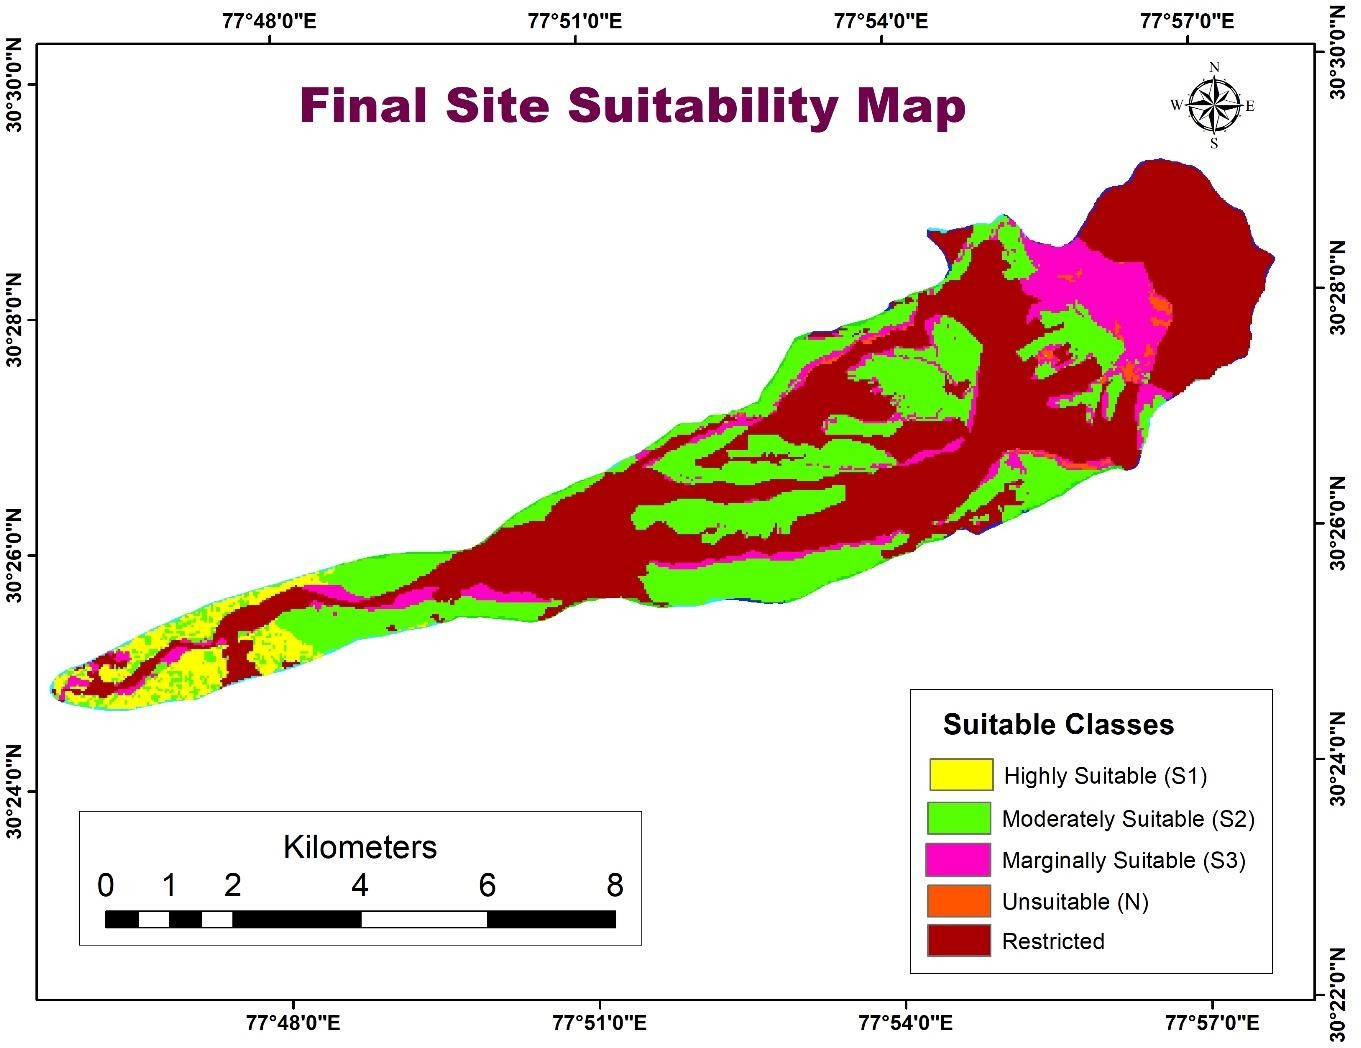 77°48'0"E 77°51'0"E 77°54'0"E 77°57'0"E
30°30'0"N
30°28'0"N
30°26'0"N
30°24'0"N
Final Site Suitability Map
N
W E
S
30°30'0"N
30°28'0"N
30°26'0"N
30°24'0"N
30°22'0"N
Suitable Classes
Highly Suitable (S1)
Moderately Suitable (S2)
Marginally Suitable (S3)
Unsuitable (N)
Restricted
Kilometers
0 1 2 4 6 8
77°48'0"E 77°51'0"E 77°54'0"E 77°57'0"E